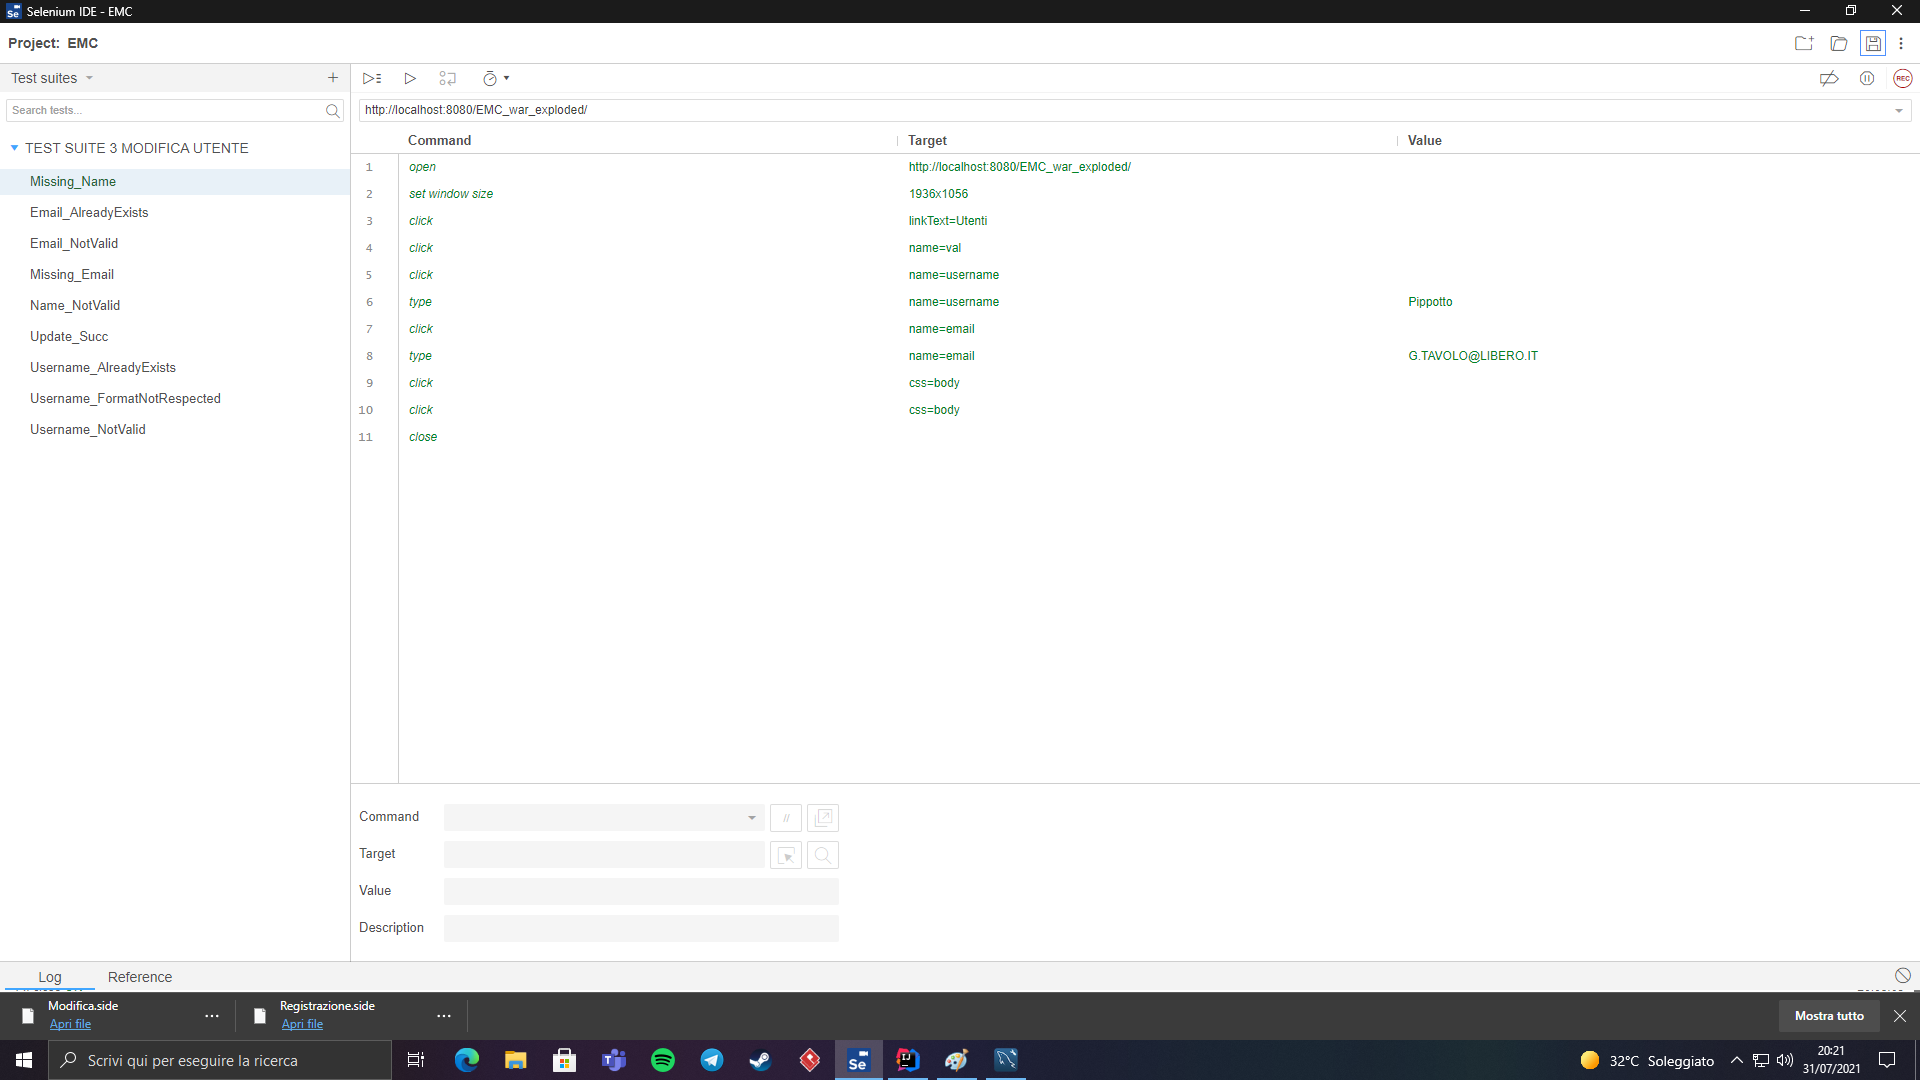 Selenium IDE - EMC
Project: EMC
Test suites
Search tests...
http://localhost:8080/EMC_war_exploded/
REC
TEST SUITE 3 MODIFICA UTENTE
Missing_Name
Email_AlreadyExists
Email_NotValid
Missing_Email
Name_NotValid
Update_Succ
Username_AlreadyExists
Username_FormatNotRespected
Username_NotValid
Command Target Value
1 open http://localhost:8080/EMC_war_exploded/
2 set window size 1936x1056
3 click linkText=Utenti
4 click name=val
5 click name=username
6 type name=username Pippotto
7 click name=email
8 type name=email G.TAVOLO@LIBERO.IT
9 click css=body
10 click css=body
11 close
Command //
Target
Value
Description
Log Reference
Modifica.side
Apri file
Registrazione.side
Apri file
Mostra tutto
Scrivi qui per eseguire la ricerca
Se
32°C Soleggiato
20:21
31/07/2021